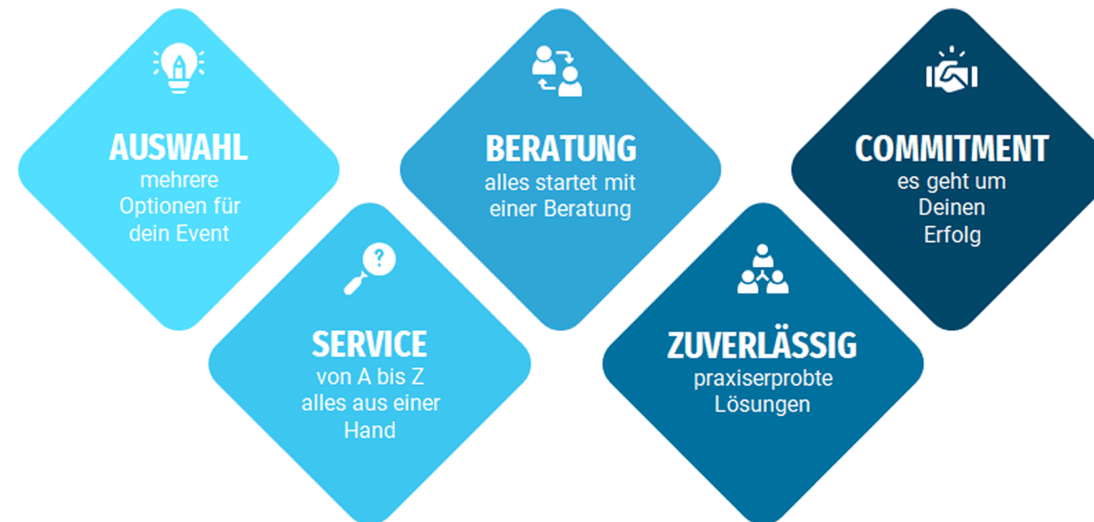 AUSWAHL
mehrere
Optionen für
dein Event
SERVICE
von A bis Z
alles aus einer
Hand
BERATUNG
alles startet mit
einer Beratung
ZUVERLÄSSIG
praxiserprobte
Lösungen
COMMITMENT
es geht um
Deinen
Erfolg